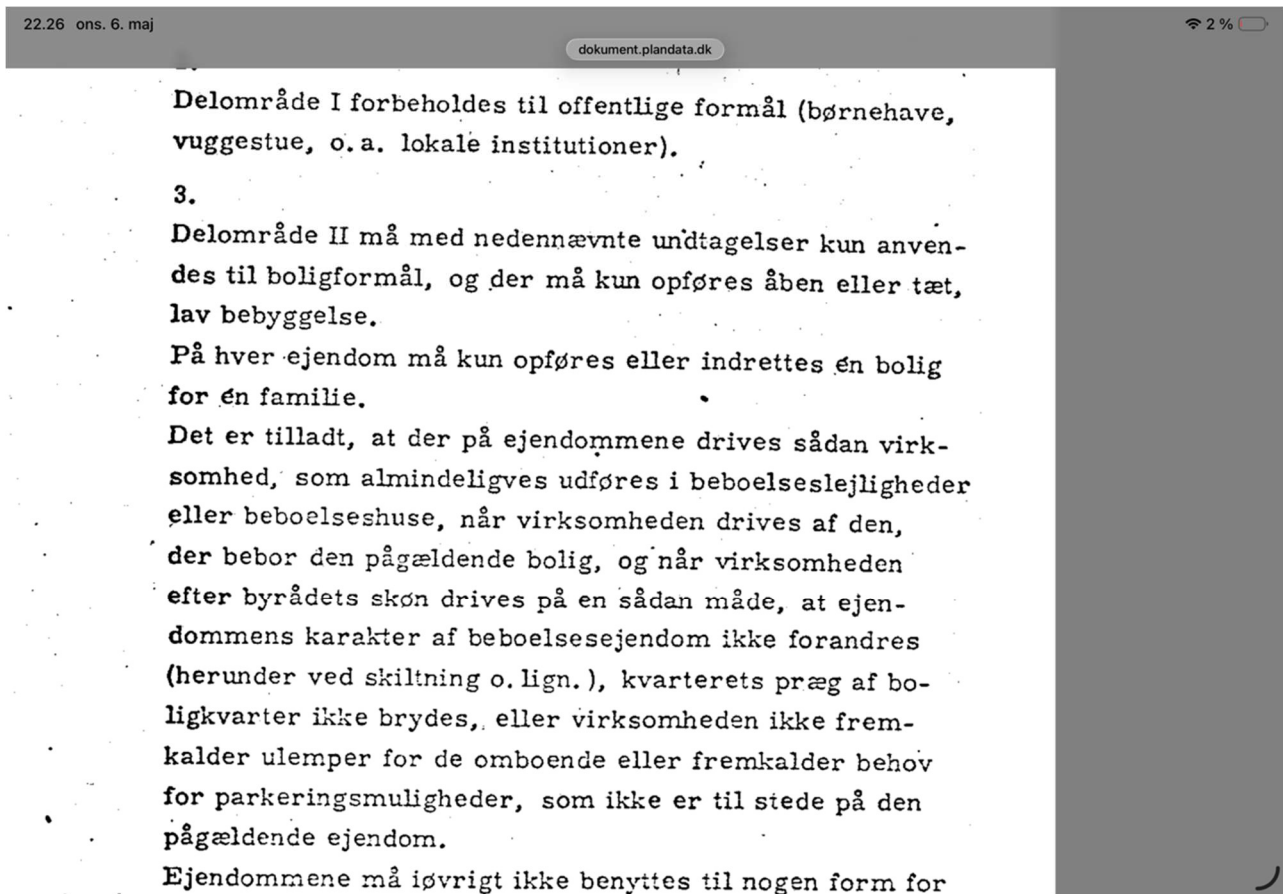 22.26 ons. 6. maj
2 %
dokument.plandata.dk
Delområde I forbeholdes til offentlige formål (børnehave,
vuggestue, o. a. lokale institutioner).
3.
Delområde II må med nedennævnte undtagelser kun anven-
des til boligformål, og der må kun opføres åben eller tæt,
lav bebyggelse.
På hver ejendom må kun opføres eller indrettes én bolig
for én familie.
Det er tilladt, at der på ejendommene drives sådan virk-
somhed, som almindeligves udføres i beboelseslejligheder
eller beboelseshuse, når virksomheden drives af den,
der bebor den pågældende bolig, og når virksomheden
efter byrådets skøn drives på en sådan måde, at ejen-
dommens karakter af beboelsesejendom ikke forandres
(herunder ved skiltning o. lign. ), kvarterets præg af bo-
ligkvarter ikke brydes, eller virksomheden ikke frem-
kalder ulemper for de omboende eller fremkalder behov
for parkeringsmuligheder, som ikke er til stede på den
pågældende ejendom.
Ejendommene må iøvrigt ikke benyttes til nogen form for